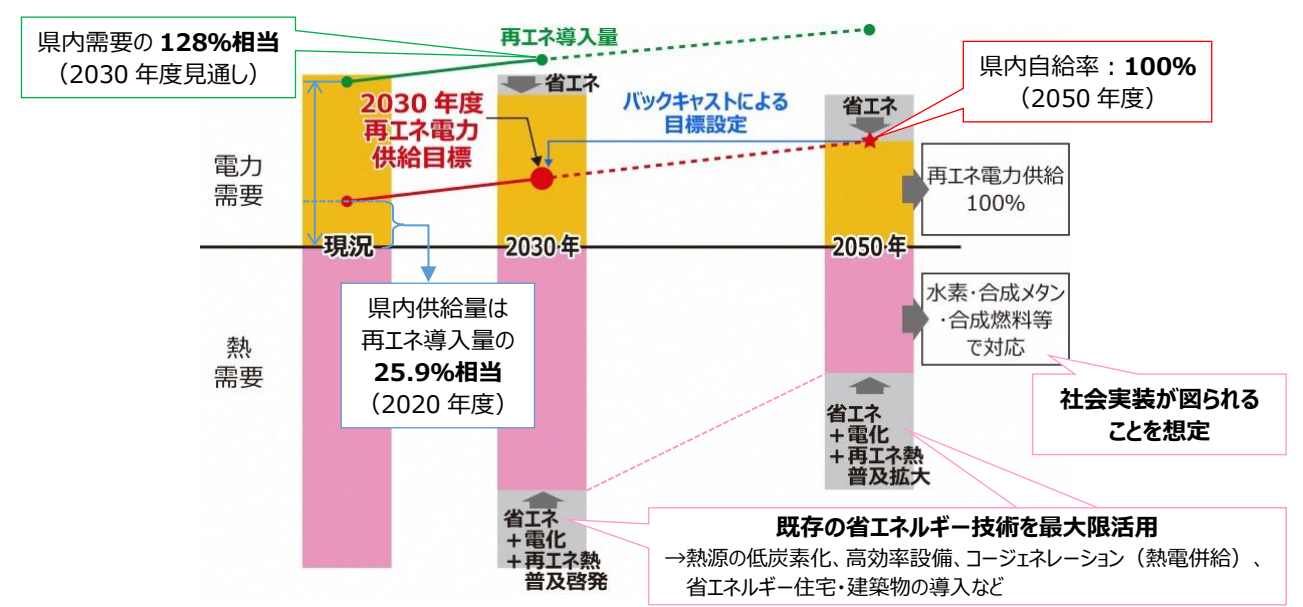 県内需要の 128%相当
(2030 年度見通し)
再エネ導入量
県内自給率:100%
(2050 年度)
省エネ
2030 年度
再エネ電力
供給目標
バックキャストによる
目標設定
省エネ
電力
需要
再エネ電力供給
100%
現況
2030 年
2050 年
県内供給量は
再エネ導入量の
25.9%相当
(2020 年度)
水素・合成メタン
・合成燃料等
で対応
熱
需要
社会実装が図られる
ことを想定
省エネ
+電化
+再エネ熱
普及拡大
省エネ
+電化
+再エネ熱
普及啓発
既存の省エネルギー技術を最大限活用
→熱源の低炭素化、高効率設備、コージェネレーション(熱電併給)、
省エネルギー住宅・建築物の導入など